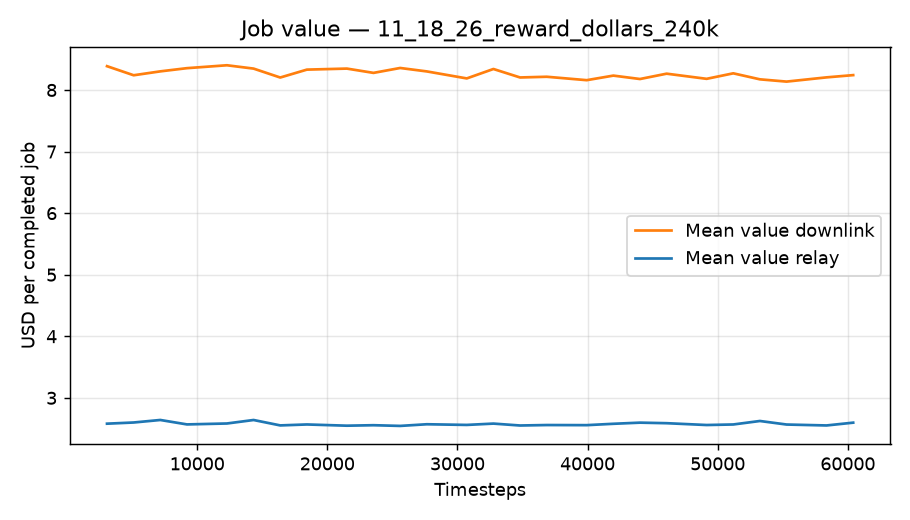 Job value — 11_18_26_reward_dollars_240k
USD per completed job
8
7
6
5
4
3
Mean value downlink
Mean value relay
10000 20000 30000 40000 50000 60000
Timesteps